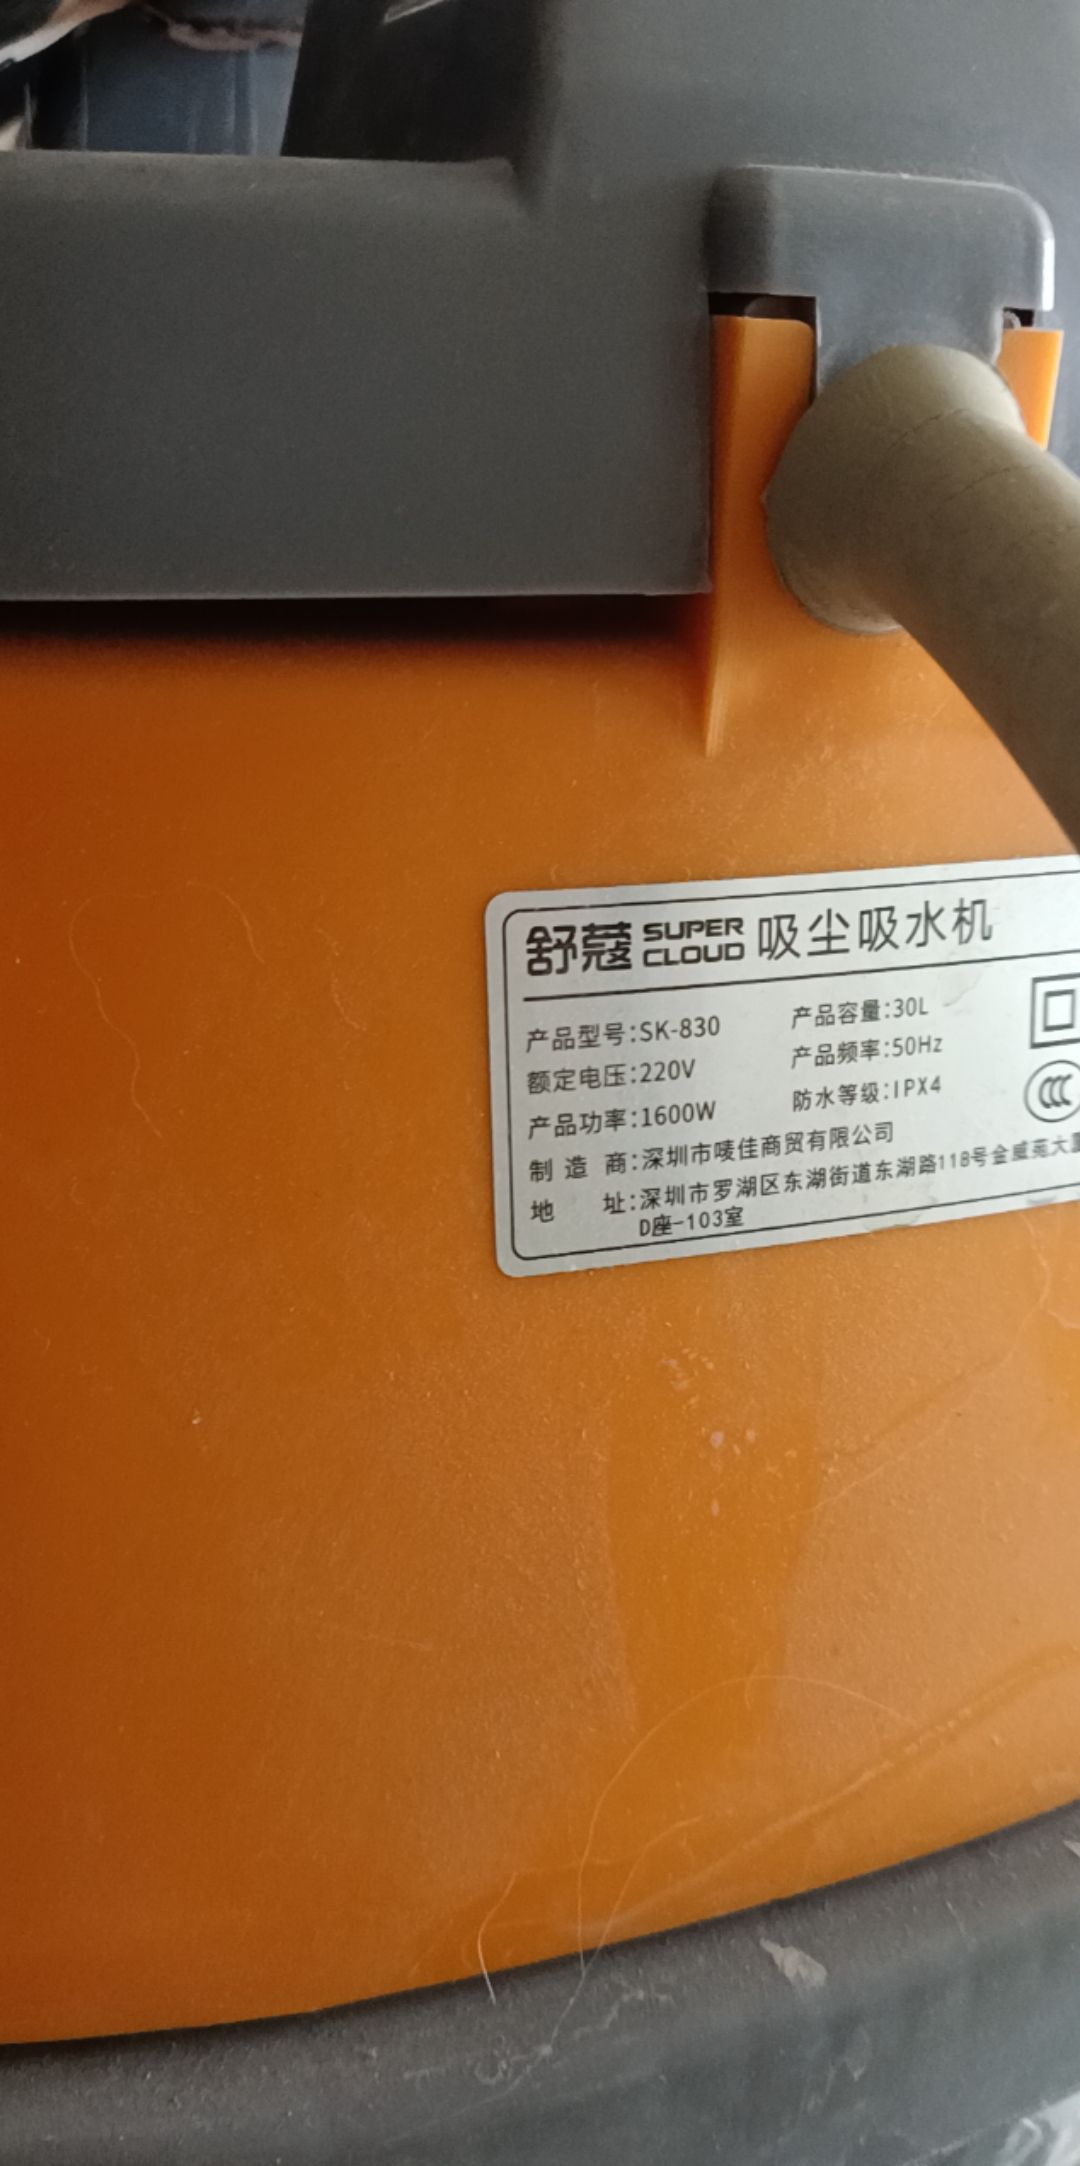 舒蔻 SUPER CLOUD 吸尘吸水机
产品型号:SK-830 产品容量:30L
额定电压:220V 产品频率:50Hz
产品功率:1600W 防水等级:IPX4
制造商:深圳市唛佳商贸有限公司
地址:深圳市罗湖区东湖街道东湖路118号金威苑大厦
D座-103室
CCC